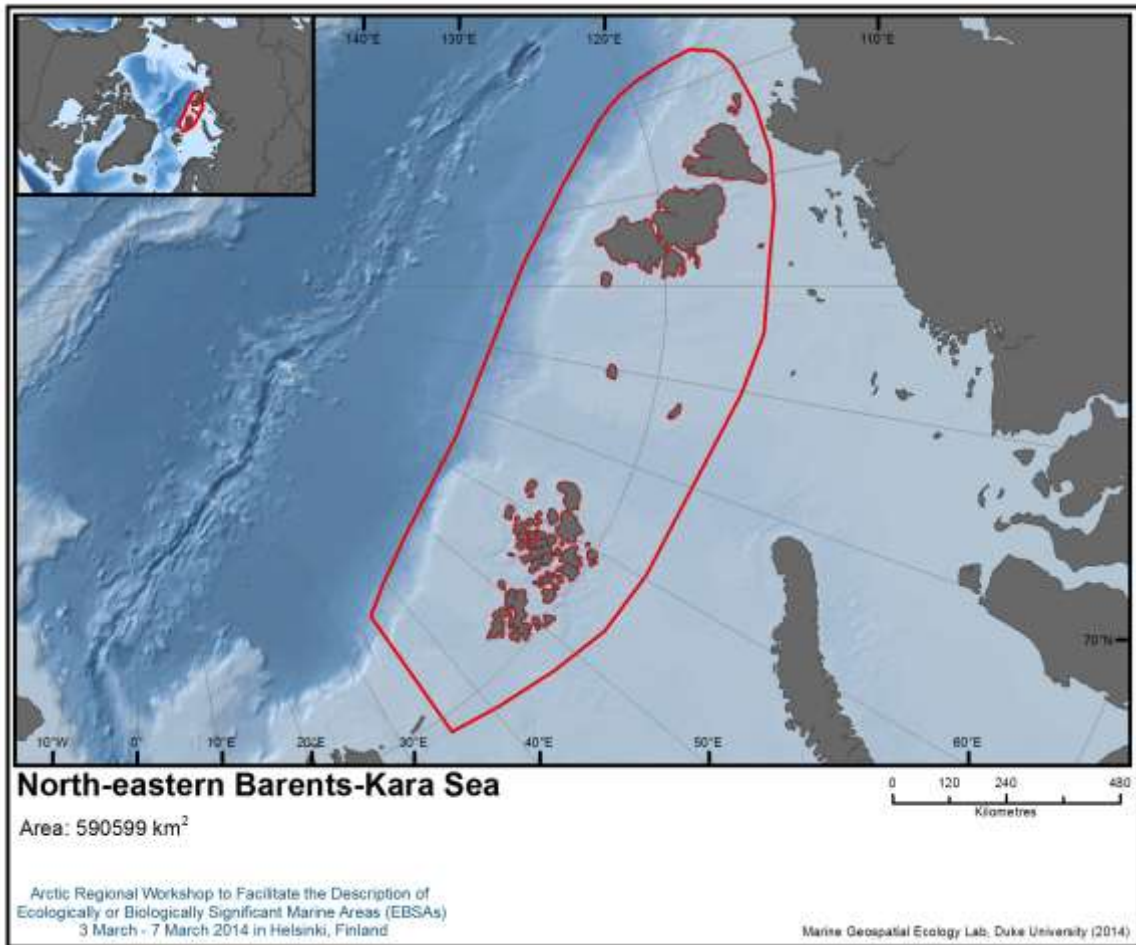 140°E 130°E 120°E 110°E
70°N
10°W 0° 10°E 20°E 30°E 40°E 50°E 60°E
North-eastern Barents-Kara Sea
Area: 590599 km²
0 120 240 480
Kilometres
Arctic Regional Workshop to Facilitate the Description of
Ecologically or Biologically Significant Marine Areas (EBSAs)
3 March - 7 March 2014 in Helsinki, Finland
Marine Geospatial Ecology Lab, Duke University (2014)